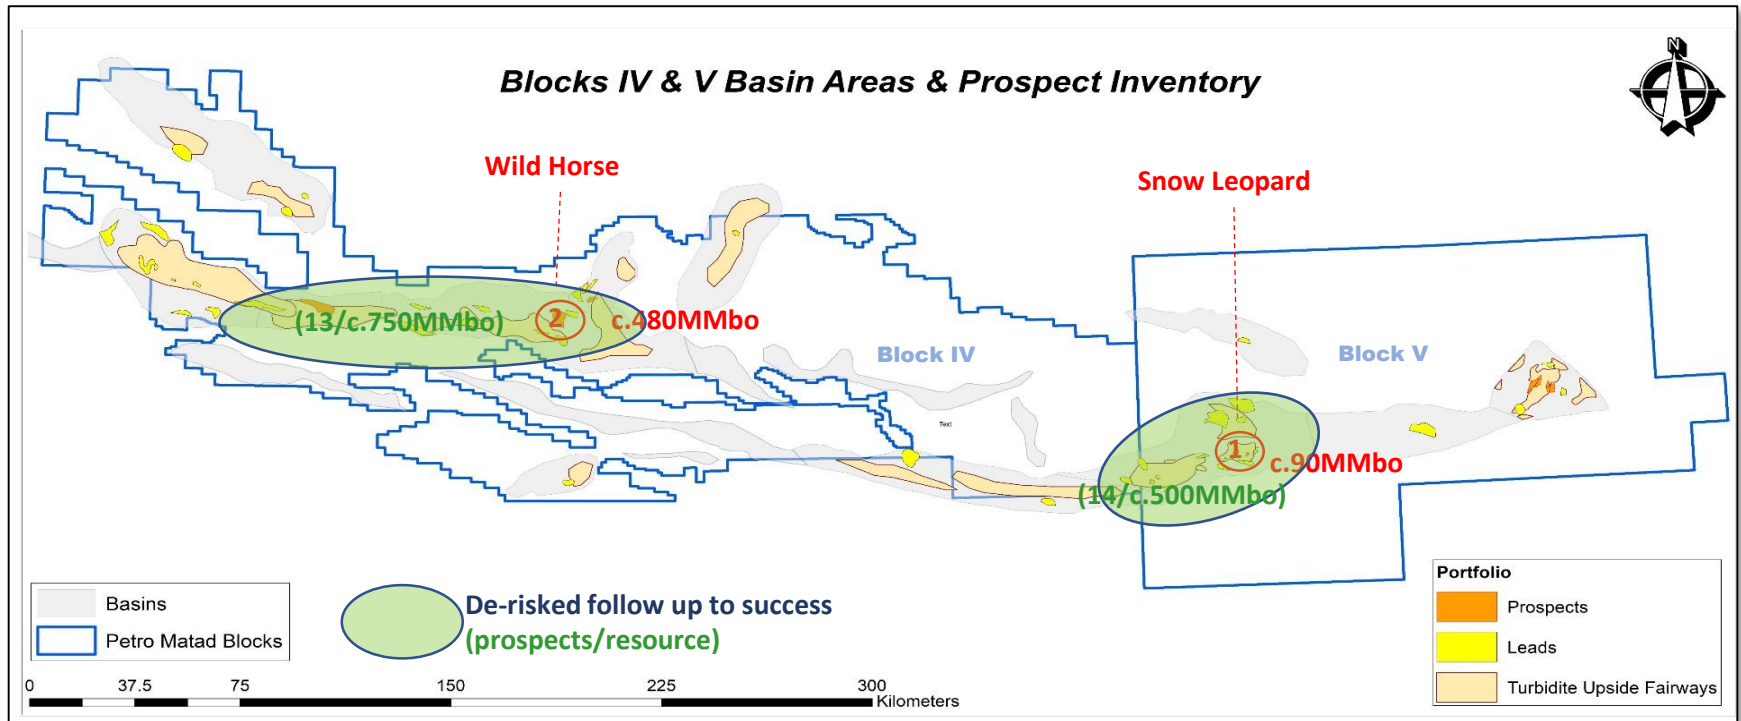 Blocks IV & V Basin Areas & Prospect Inventory
N
Wild Horse
Snow Leopard
(13/c.750MMbo)
2
c.480MMbo
Block IV
Block V
Text
1.
c.90MMbo
(14/c.500MMbo)
Basins
Petro Matad Blocks
De-risked follow up to success
(prospects/resource)
Portfolio
Prospects
Leads
Turbidite Upside Fairways
0 37.5 75 150 225 300
Kilometers